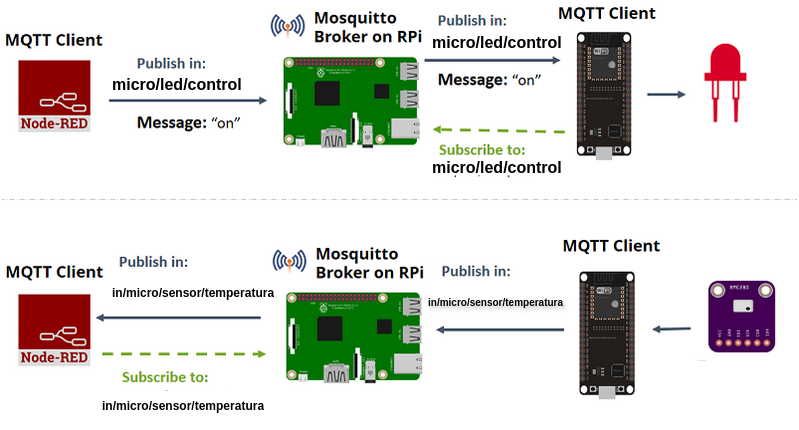 MQTT Client
Publish in:
micro/led/control
Message: "on"
Node-RED
Mosquitto
Broker on RPi
Publish in:
micro/led/control
Message: “on”
Subscribe to:
micro/led/control
MQTT Client
WiFi
MQTT Client
Publish in:
in/micro/sensor/temperatura
Node-RED
Subscribe to:
in/micro/sensor/temperatura
Mosquitto
Broker on RPi
Publish in:
in/micro/sensor/temperatura
MQTT Client
WiFi
BME280